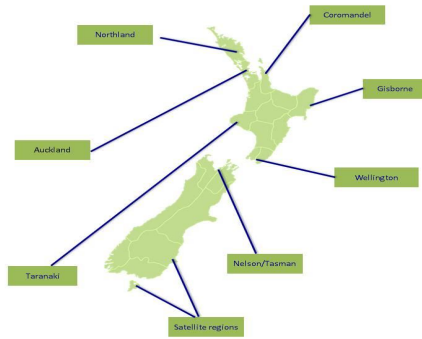 Coromandel
Northland
Gisborne
Auckland
Wellington
Nelson/Tasman
Taranaki
Satellite regions